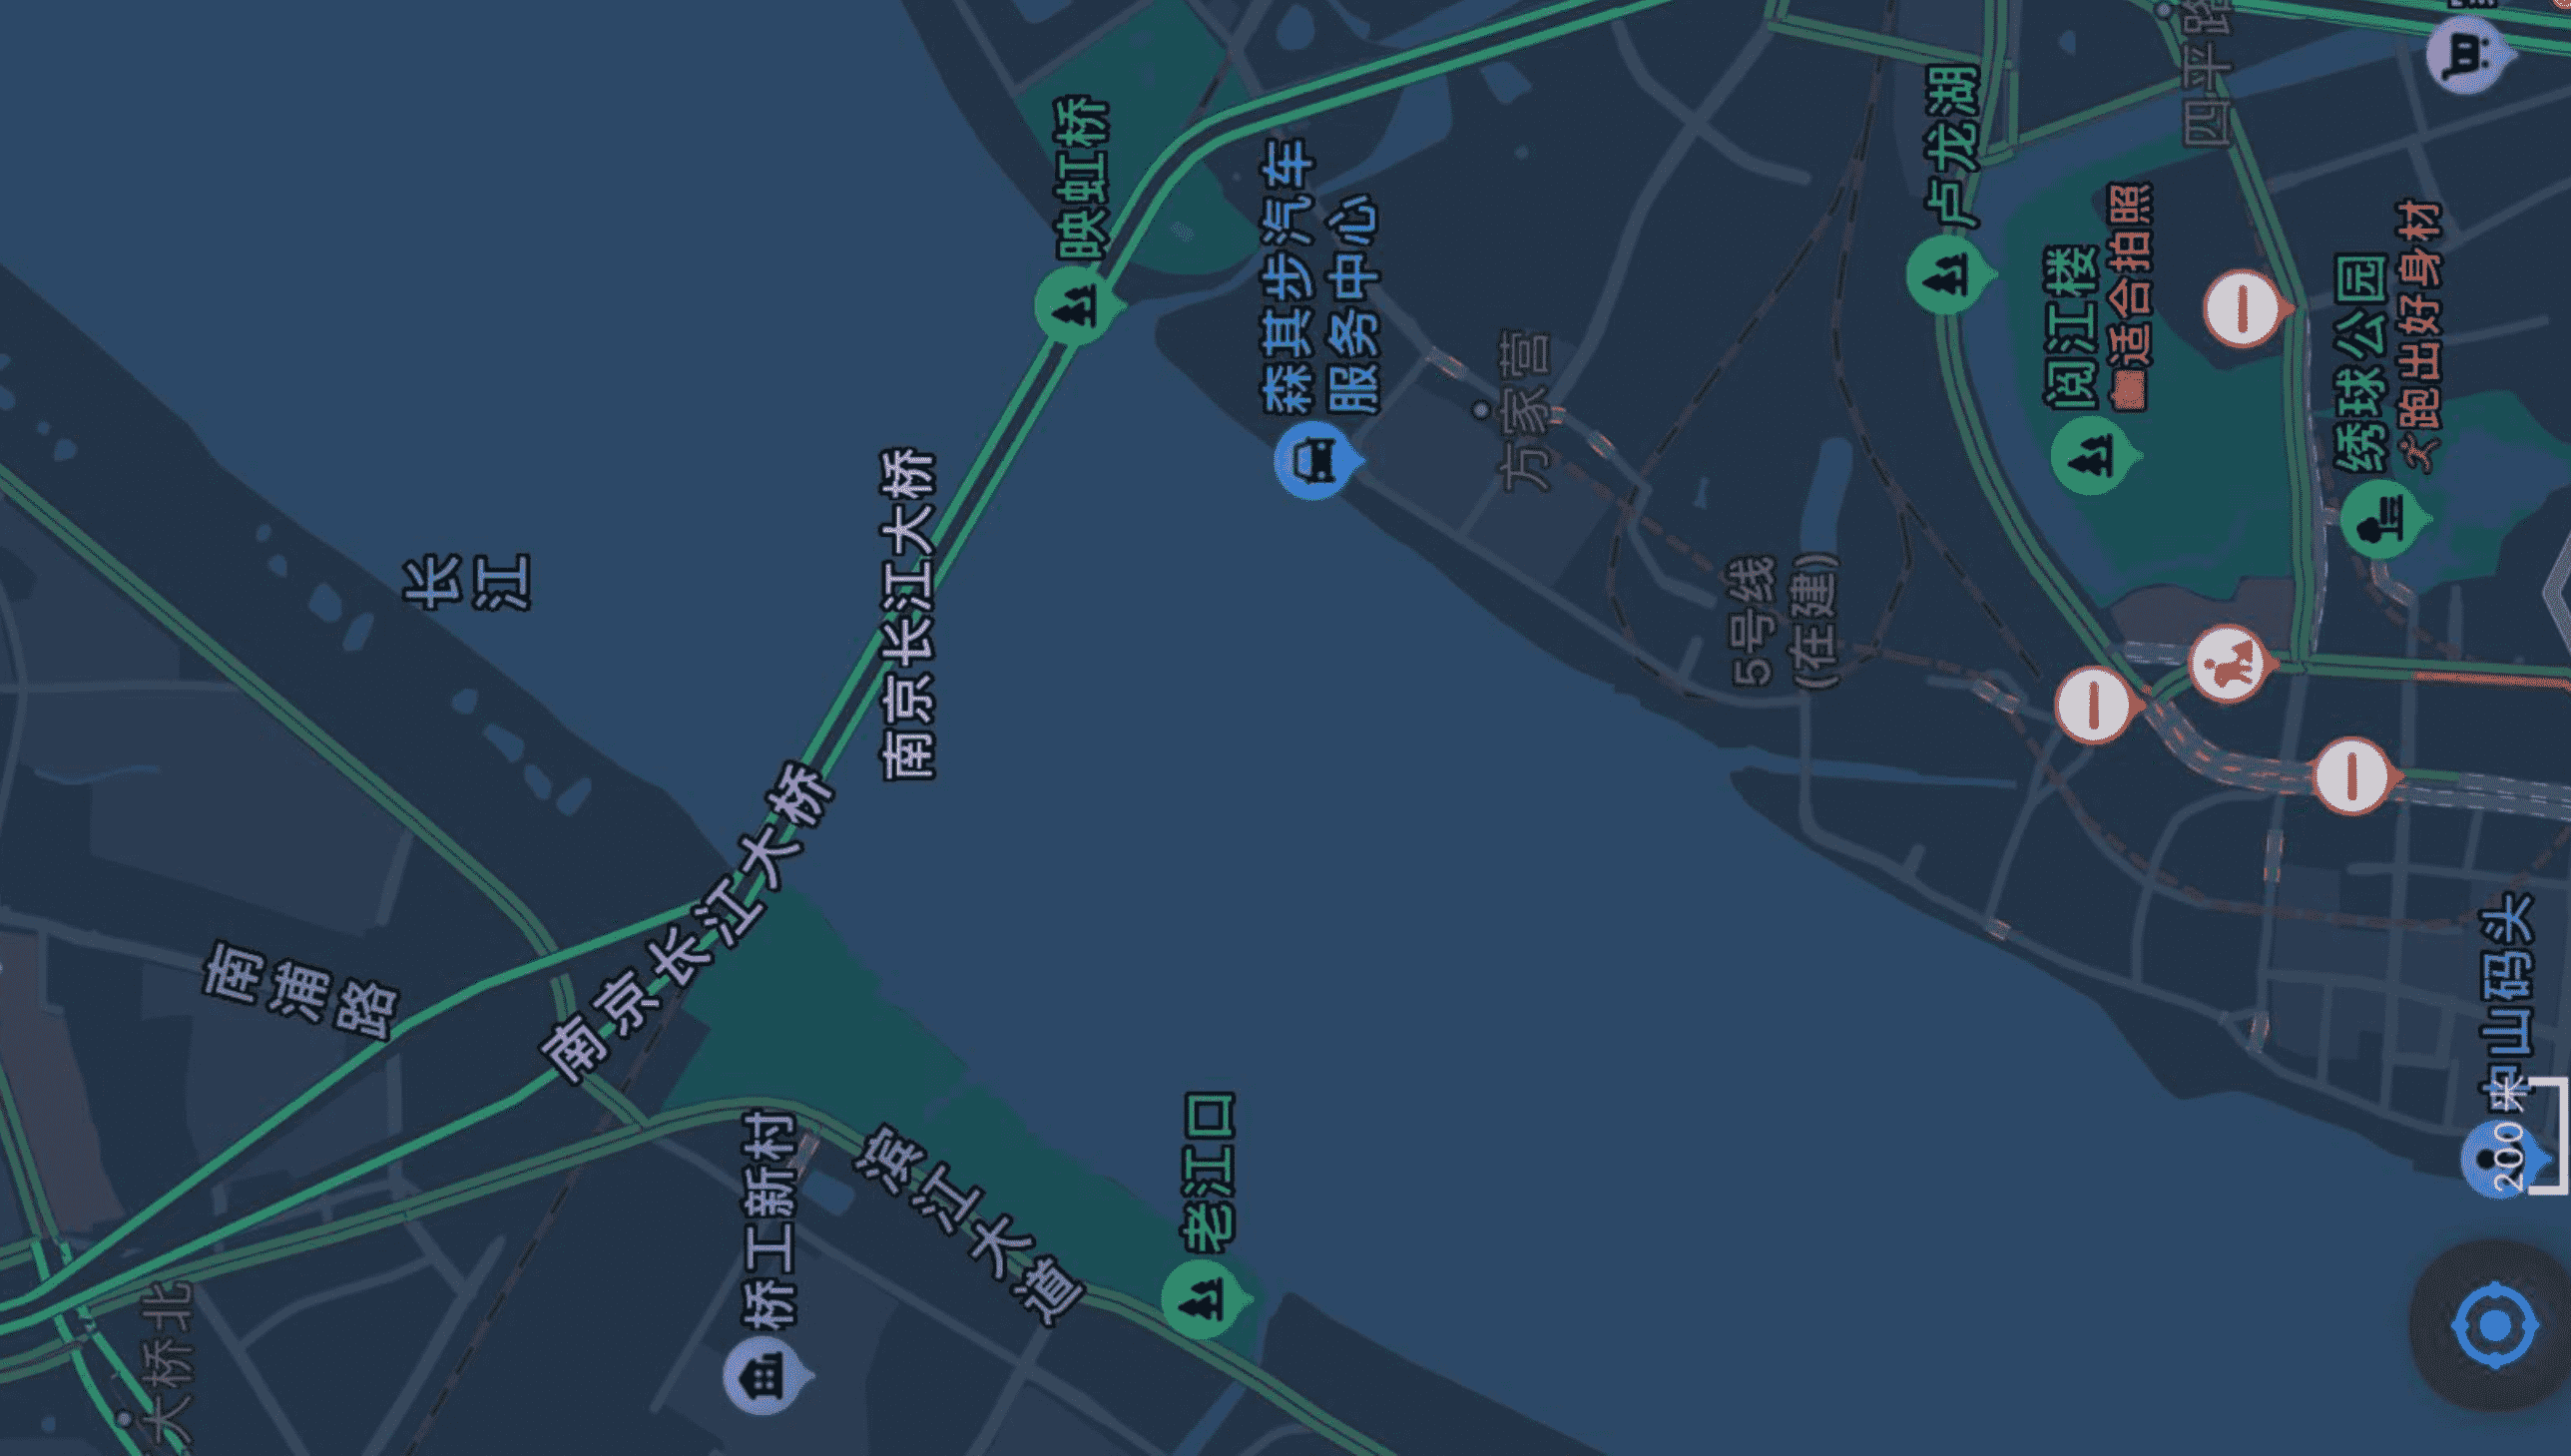 南浦路
长
江
南京长江大桥
南京长江大桥
映虹桥
森其步汽车
服务中心
方家营
5号线
(在建)
卢龙湖
阅江楼
适合拍照
四平路
绣球公园
跑出好身材
大桥北
桥工新村
滨江大道
老江口
中山码头
200 米